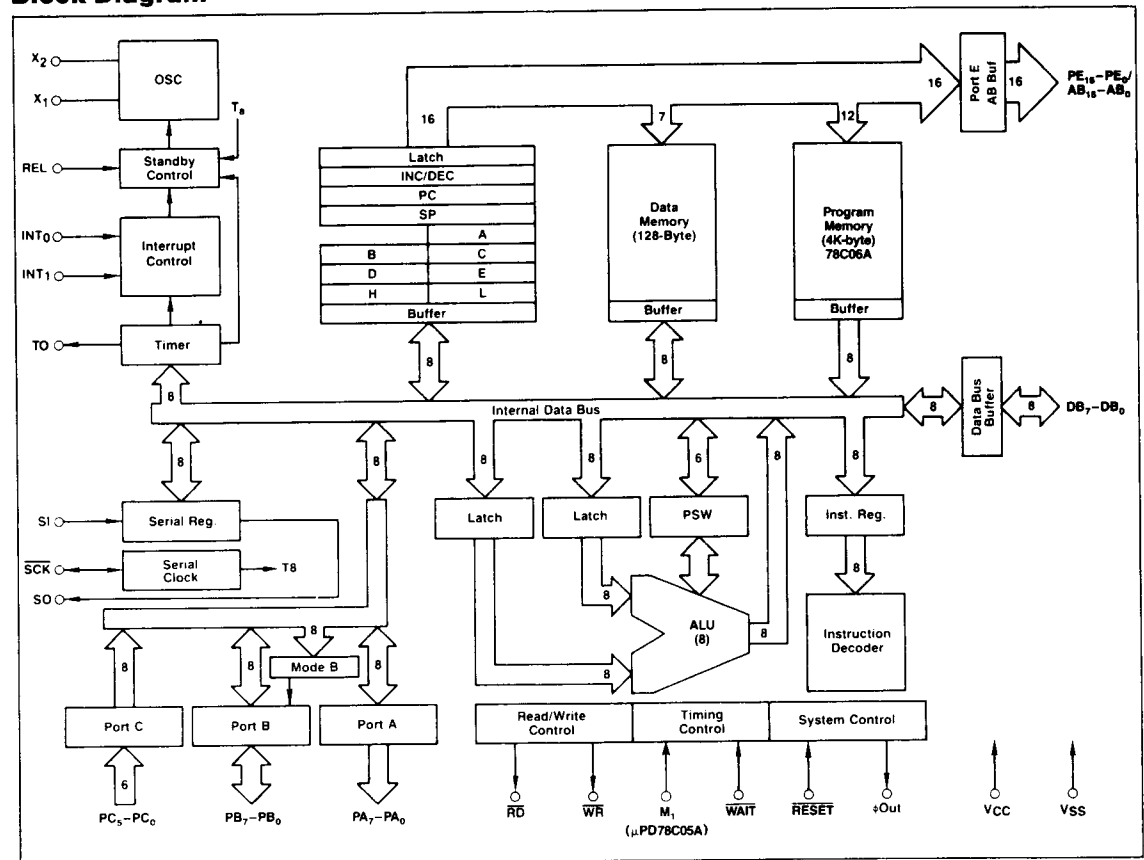 X2
OSC
X1
Ta
REL
Standby
Control
INT0
INT1
Interrupt
Control
TO
Timer
8
16
Latch
INC/DEC
PC
SP
A
B
C
D
E
H
L
Buffer
8
7
Data
Memory
(128-Byte)
Buffer
8
12
Program
Memory
(4K-byte)
78C06A
Buffer
8
16
Port E
AB Buf
16
PE15-PE0/
AB15-AB0
Internal Data Bus
8
Data Bus
Buffer
8
DB7-DB0
8
8
8
8
6
8
8
SI
Serial Reg.
SCK
Serial
Clock
T8
SO
Latch
Latch
PSW
Inst. Reg.
8
8
8
ALU
(8)
8
Instruction
Decoder
8
8
8
Mode B
8
Port C
Port B
Port A
6
PC5-PC0
PB7-PB0
PA7-PA0
Read/Write
Control
Timing
Control
System Control
RD
WR
M1
(μPD78C05A)
WAIT
RESET
φOut
VCC
VSS